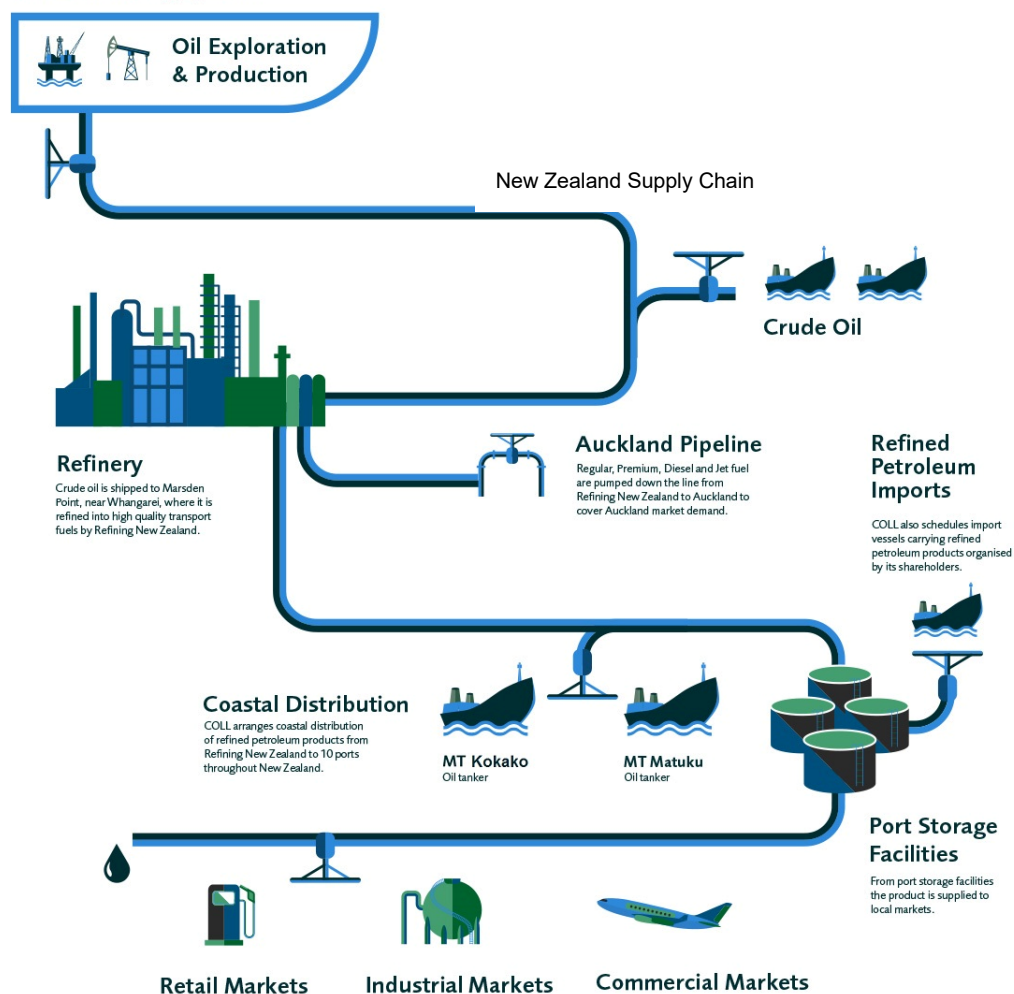 Oil Exploration
& Production
New Zealand Supply Chain
Crude Oil
Refinery
Crude oil is shipped to Marsden
Point, near Whangarei, where it is
refined into high quality transport
fuels by Refining New Zealand.
Auckland Pipeline
Regular, Premium, Diesel and Jet fuel
are pumped down the line from
Refining New Zealand to Auckland to
cover Auckland market demand.
Refined
Petroleum
Imports
COLL also schedules import
vessels carrying refined
petroleum products organised
by its shareholders.
Coastal Distribution
COLL arranges coastal distribution
of refined petroleum products from
Refining New Zealand to 10 ports
throughout New Zealand.
MT Kokako
Oil tanker
MT Matuku
Oil tanker
Port Storage
Facilities
From port storage facilities
the product is supplied to
local markets.
Retail Markets
Industrial Markets
Commercial Markets